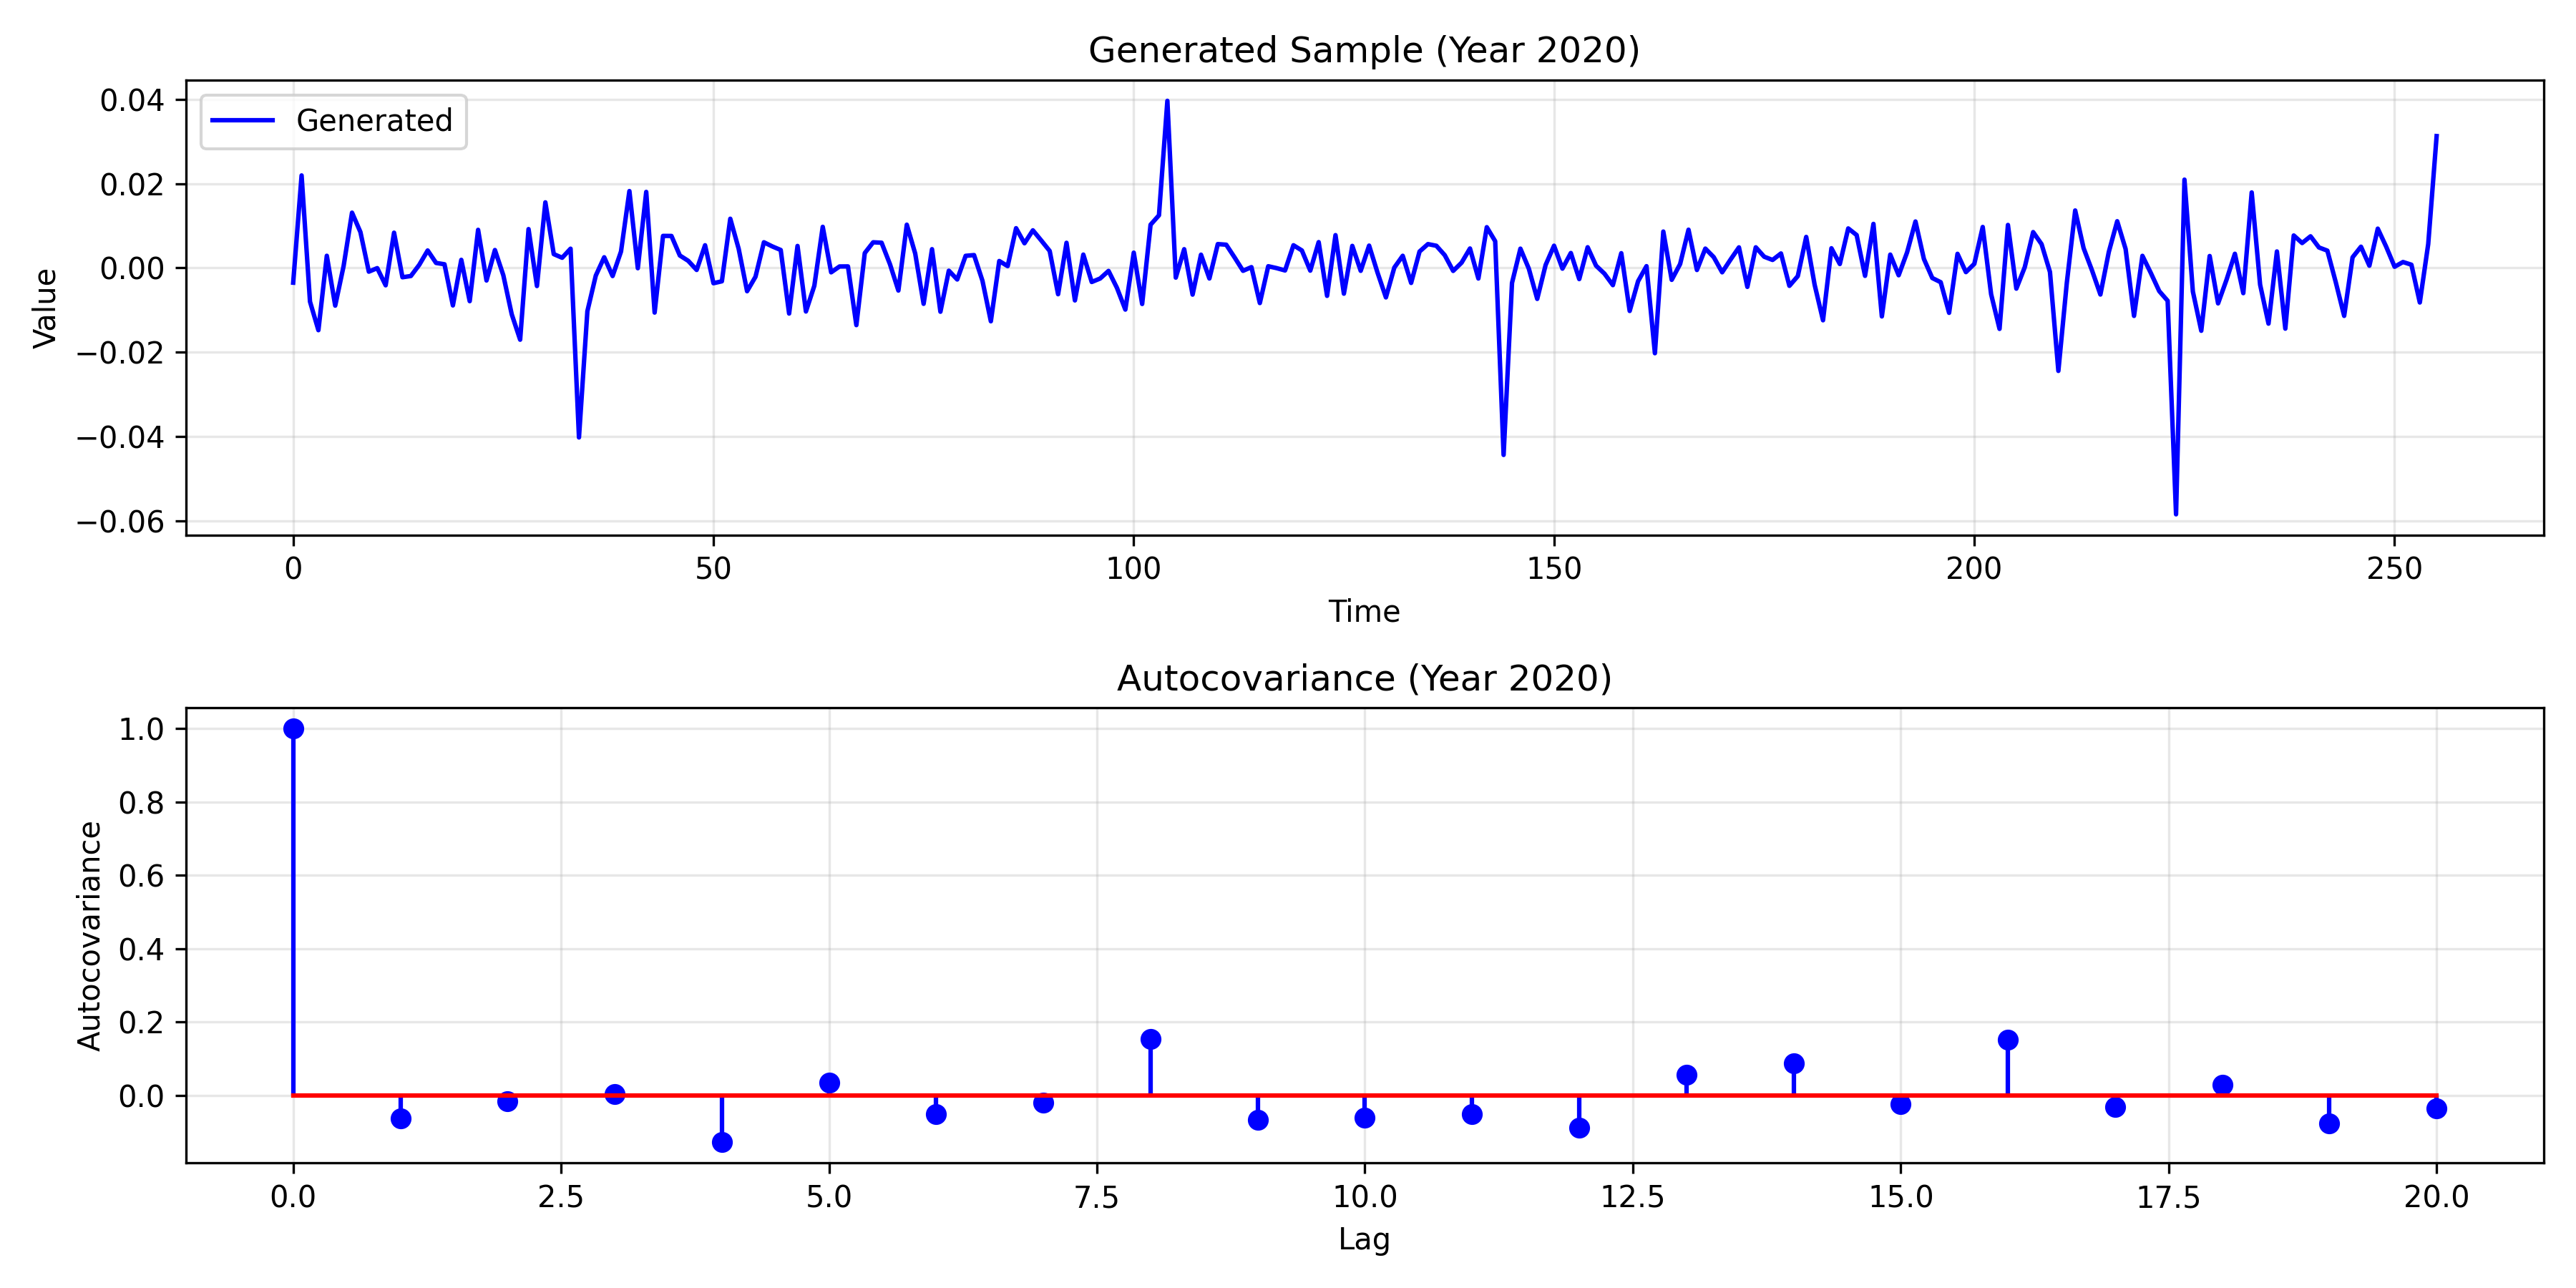 Generated Sample (Year 2020)
0.04
0.02
0.00
−0.02
−0.04
−0.06
Value
Generated
0 50 100 150 200 250
Time
Autocovariance (Year 2020)
1.0
0.8
0.6
0.4
0.2
0.0
Autocovariance
0.0 2.5 5.0 7.5 10.0 12.5 15.0 17.5 20.0
Lag